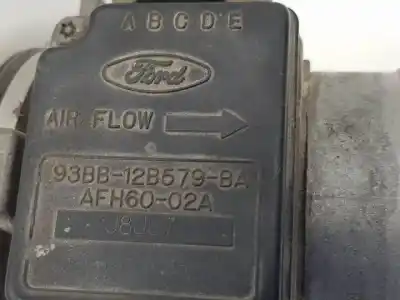 A B C D E
Ford
AIR FLOW
93BB-12B579-BA
AFH60-02A